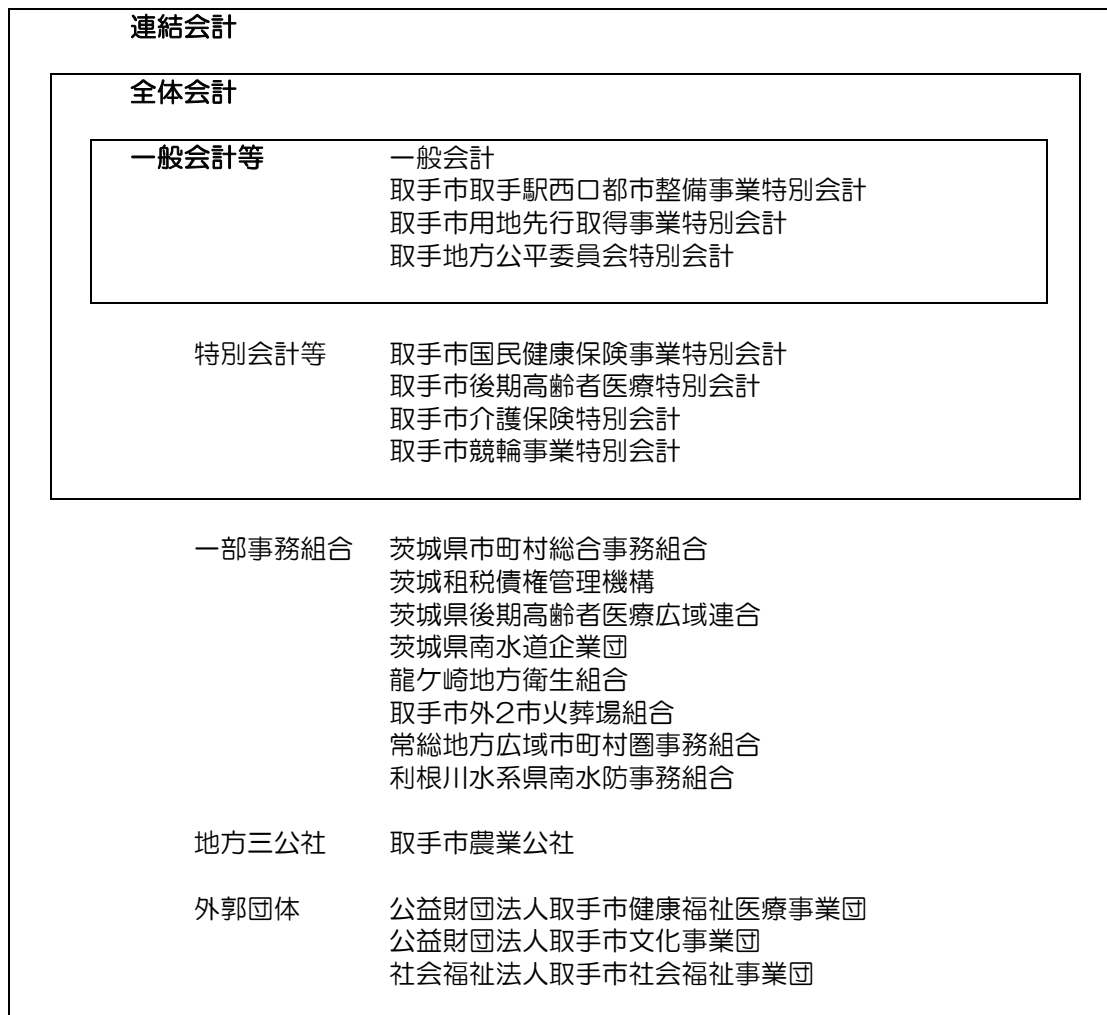 連結会計
全体会計
一般会計等 一般会計
取手市取手駅西口都市整備事業特別会計
取手市用地先行取得事業特別会計
取手地方公平委員会特別会計
特別会計等 取手市国民健康保険事業特別会計
取手市後期高齢者医療特別会計
取手市介護保険特別会計
取手市競輪事業特別会計
一部事務組合 茨城県市町村総合事務組合
茨城租税債権管理機構
茨城県後期高齢者医療広域連合
茨城県南水道企業団
龍ケ崎地方衛生組合
取手市外2市火葬場組合
常総地方広域市町村圏事務組合
利根川水系県南水防事務組合
地方三公社 取手市農業公社
外郭団体 公益財団法人取手市健康福祉医療事業団
公益財団法人取手市文化事業団
社会福祉法人取手市社会福祉事業団